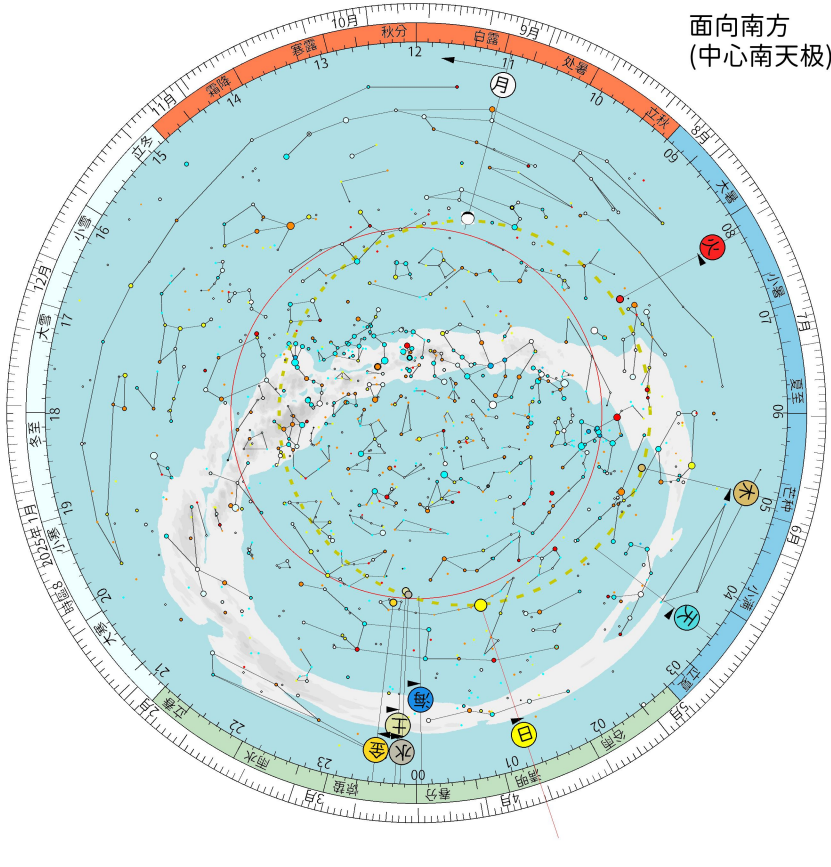 面向南方
(中心南天极)
10月
9月
8月
7月
6月
5月
4月
3月
2月
時區8 2025年 1月
12月
11月
秋分
白露
处暑
立秋
大暑
小暑
夏至
芒种
小满
立夏
谷雨
清明
春分
惊蛰
雨水
立春
大寒
小寒
冬至
大雪
小雪
立冬
霜降
寒露
12
11
10
09
08
07
06
05
04
03
02
01
00
23
22
21
20
19
18
17
16
15
14
13
月
火
木
天
日
海
土
水
金